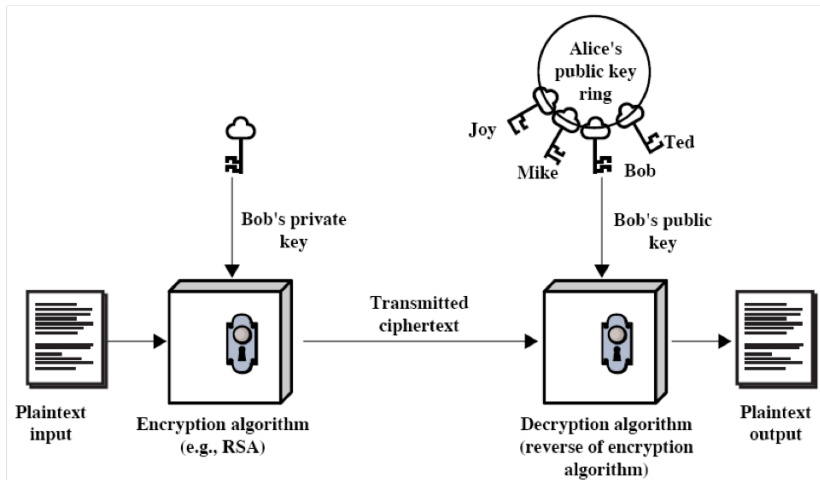 Alice's
public key
ring
Joy
Mike
Bob
Ted
Bob's private
key
Bob's public
key
Transmitted
ciphertext
Plaintext
input
Encryption algorithm
(e.g., RSA)
Decryption algorithm
(reverse of encryption
algorithm)
Plaintext
output